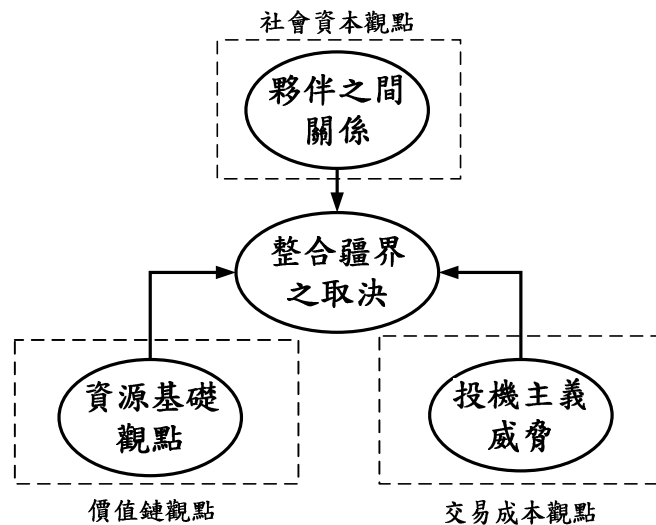 社會資本觀點
夥伴之間
關係
整合疆界
之取決
資源基礎
觀點
投機主義
威脅
價值鏈觀點
交易成本觀點